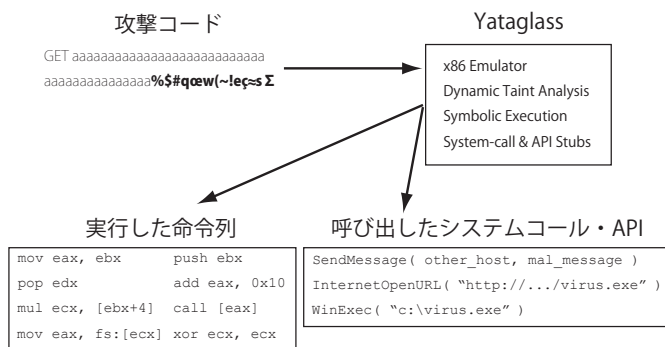 攻撃コード
GET aaaaaaaaaaaaaaaaaaaaaaaaaaaa
aaaaaaaaaaaaaaaa%$#qœw(~!eç≈s Σ
Yataglass
x86 Emulator
Dynamic Taint Analysis
Symbolic Execution
System-call & API Stubs
実行した命令列
mov eax, ebx push ebx
pop edx add eax, 0x10
mul ecx, [ebx+4] call [eax]
mov eax, fs:[ecx] xor ecx, ecx
呼び出したシステムコール・API
SendMessage( other_host, mal_message )
InternetOpenURL( “http://.../virus.exe” )
WinExec( “c:\virus.exe” )